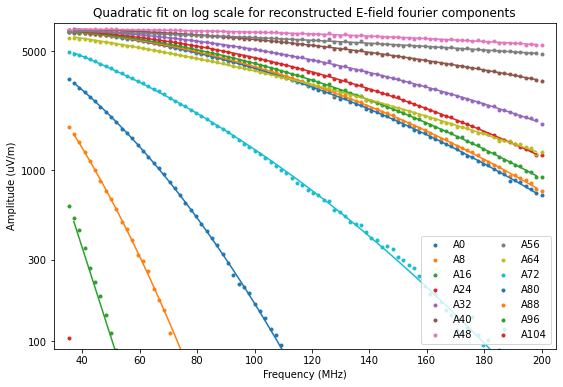 Quadratic fit on log scale for reconstructed E-field fourier components
Amplitude (uV/m)
5000
1000
300
100
40
60
80
100
120
140
160
180
200
Frequency (MHz)
A0
A8
A16
A24
A32
A40
A48
A56
A64
A72
A80
A88
A96
A104